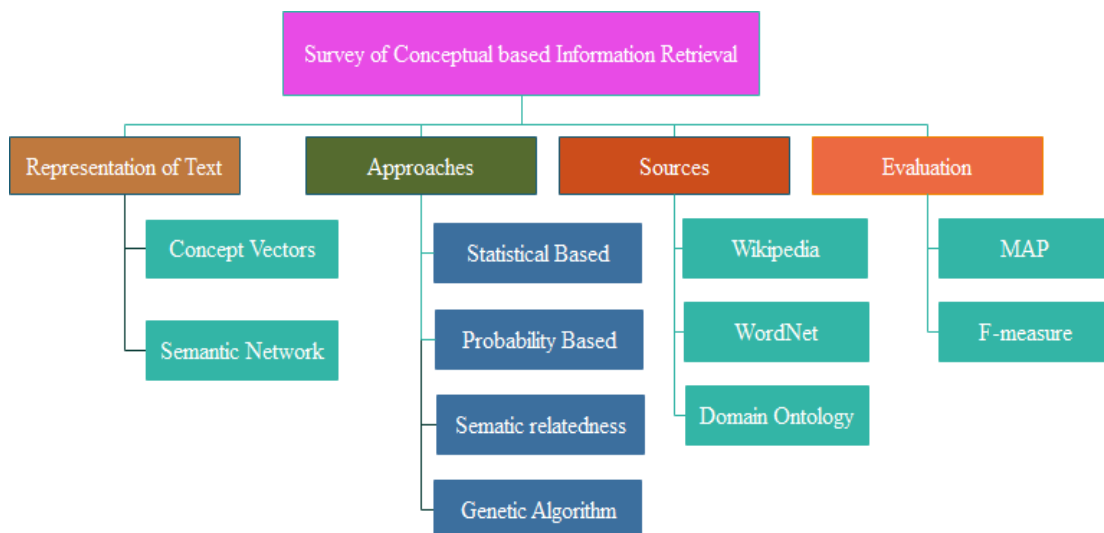 Survey of Conceptual based Information Retrieval
Representation of Text
Concept Vectors
Semantic Network
Approaches
Statistical Based
Probability Based
Sematic relatedness
Genetic Algorithm
Sources
Wikipedia
WordNet
Domain Ontology
Evaluation
MAP
F-measure